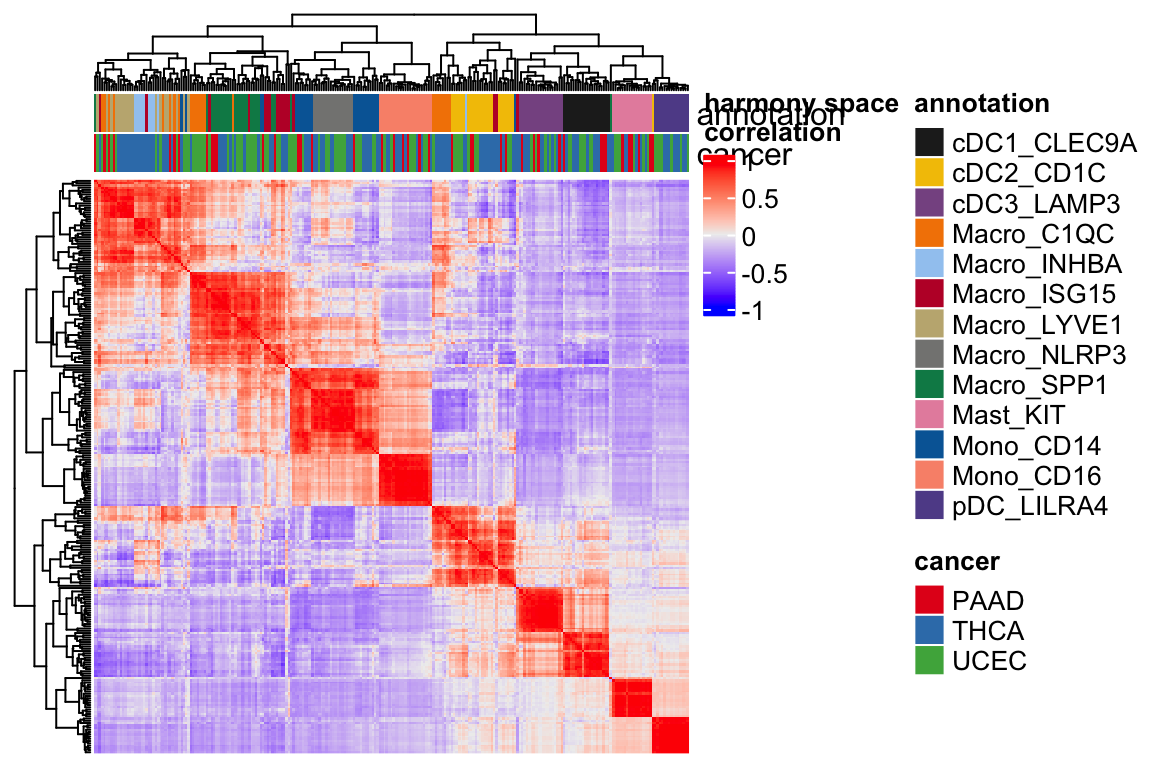 annotation
cancer
harmony space
correlation
1
0.5
0
-0.5
-1
annotation
cDC1_CLEC9A
cDC2_CD1C
cDC3_LAMP3
Macro_C1QC
Macro_INHBA
Macro_ISG15
Macro_LYVE1
Macro_NLRP3
Macro_SPP1
Mast_KIT
Mono_CD14
Mono_CD16
pDC_LILRA4
cancer
PAAD
THCA
UCEC